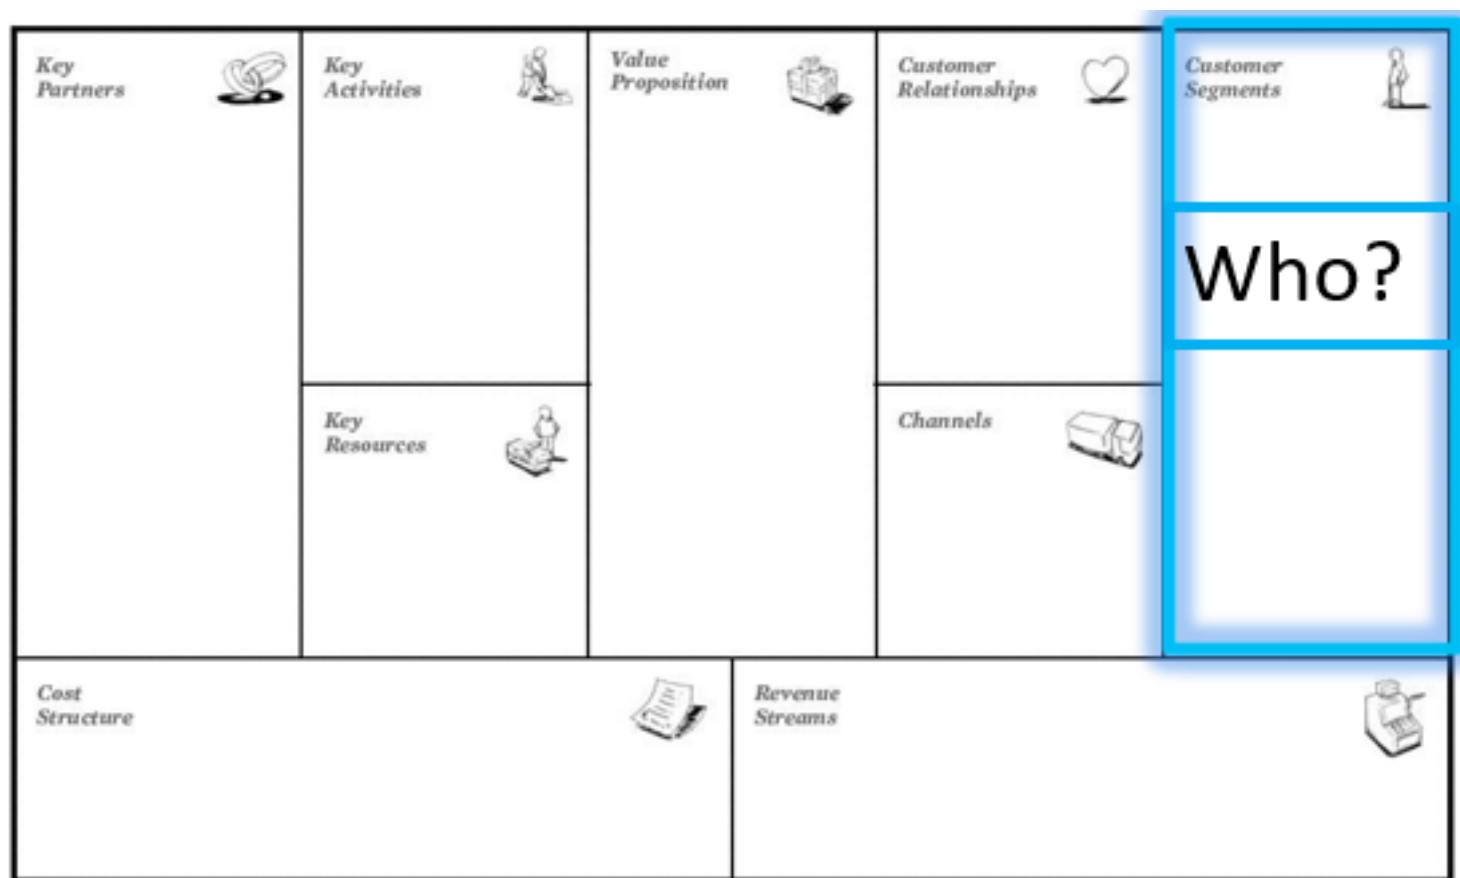 Key
Partners
Key
Activities
Value
Proposition
Customer
Relationships
Customer
Segments
Who?
Key
Resources
Channels
Cost
Structure
Revenue
Streams